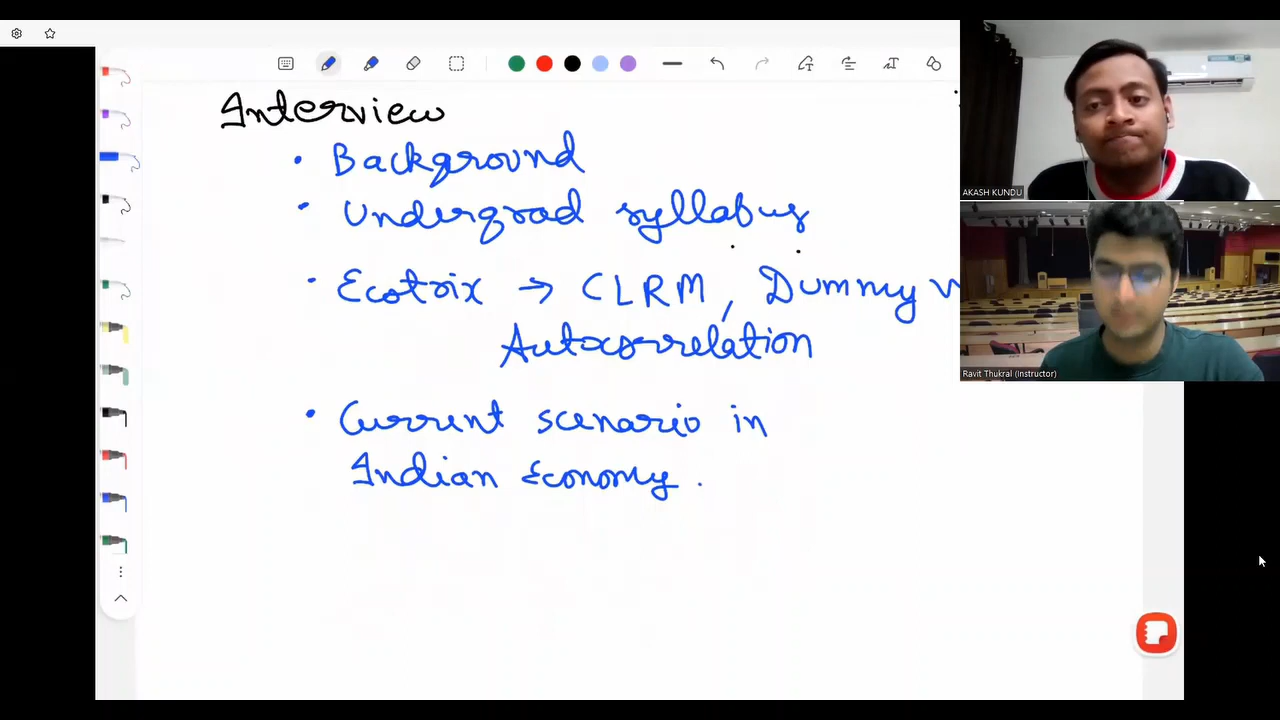 Interview
• Background
• Undergrad syllabus
• Ecotrix → CLRM, Dummy
Autocorrelation
• Current scenario in
Indian Economy.
AKASH KUNDU
Ravit Thukral (Instructor)